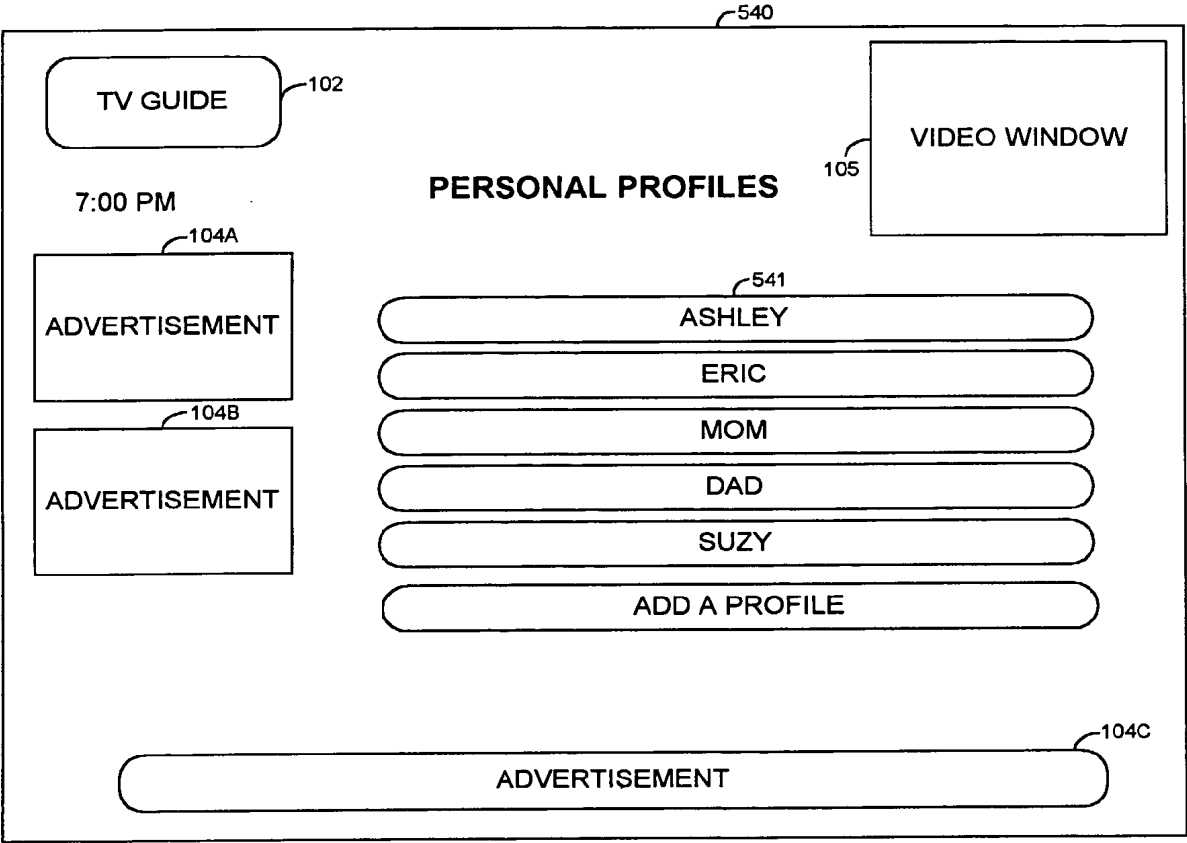 540
TV GUIDE
102
VIDEO WINDOW
105
PERSONAL PROFILES
7:00 PM
104A
ADVERTISEMENT
104B
ADVERTISEMENT
541
ASHLEY
ERIC
MOM
DAD
SUZY
ADD A PROFILE
104C
ADVERTISEMENT